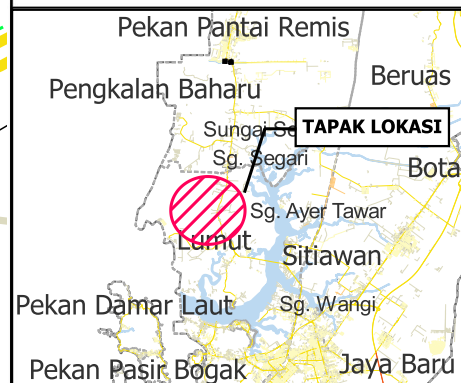 Pekan Pantai Remis
Beruas
Pengkalan Baharu
Sungai
TAPAK LOKASI
Sg. Segari
Bota
Sg. Ayer Tawar
Lumut
Sitiawan
Pekan Damar Laut
Sg. Wangi
Pekan Pasir Bogak
Jaya Baru